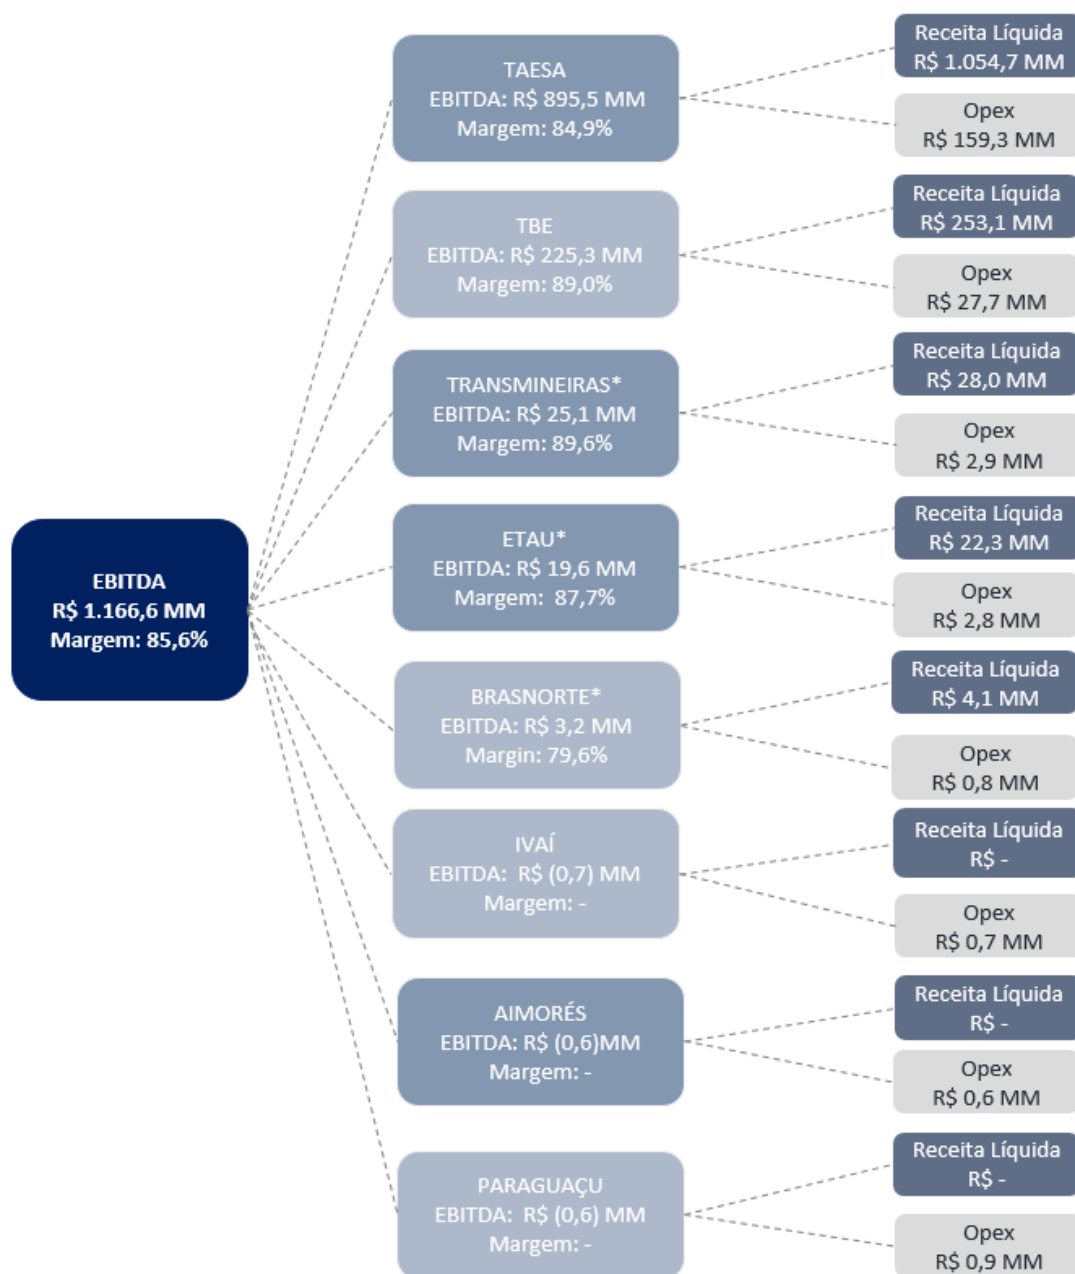 EBITDA
R$ 1.166,6 MM
Margem: 85,6%
TAESA
EBITDA: R$ 895,5 MM
Margem: 84,9%
Receita Líquida
R$ 1.054,7 MM
Opex
R$ 159,3 MM
TBE
EBITDA: R$ 225,3 MM
Margem: 89,0%
Receita Líquida
R$ 253,1 MM
Opex
R$ 27,7 MM
TRANSMINEIRAS*
EBITDA: R$ 25,1 MM
Margem: 89,6%
Receita Líquida
R$ 28,0 MM
Opex
R$ 2,9 MM
ETAU*
EBITDA: R$ 19,6 MM
Margem: 87,7%
Receita Líquida
R$ 22,3 MM
Opex
R$ 2,8 MM
BRASNORTE*
EBITDA: R$ 3,2 MM
Margin: 79,6%
Receita Líquida
R$ 4,1 MM
Opex
R$ 0,8 MM
IVAÍ
EBITDA: R$ (0,7) MM
Margem: -
Receita Líquida
R$ -
Opex
R$ 0,7 MM
AIMORÉS
EBITDA: R$ (0,6)MM
Margem: -
Receita Líquida
R$ -
Opex
R$ 0,6 MM
PARAGUAÇU
EBITDA: R$ (0,6) MM
Margem: -
Receita Líquida
R$ -
Opex
R$ 0,9 MM